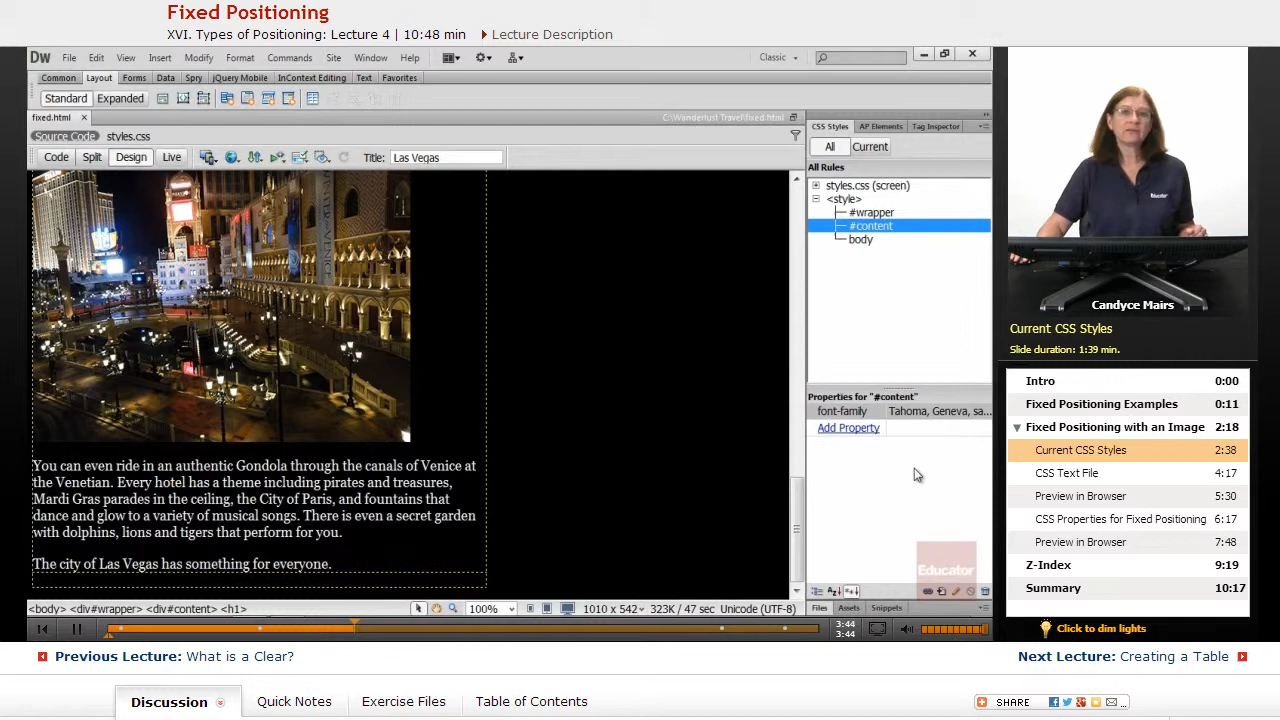 Fixed Positioning
XVI. Types of Positioning: Lecture 4 | 10:48 min
Lecture Description
Dw File Edit View Insert Modify Format Commands Site Window Help Classic
Common Layout Forms Data Spry jQuery Mobile InContext Editing Text Favorites
Standard Expanded
fixed.html
C:\Wanderlust Travel\fixed.html
Source Code styles.css
Code Split Design Live Title: Las Vegas
You can even ride in an authentic Gondola through the canals of Venice at
the Venetian. Every hotel has a theme including pirates and treasures,
Mardi Gras parades in the ceiling, the City of Paris, and fountains that
dance and glow to a variety of musical songs. There is even a secret garden
with dolphins, lions and tigers that perform for you.
The city of Las Vegas has something for everyone.
<body> <div#wrapper> <div#content> <h1>
100% 1010 x 542 323K / 47 sec Unicode (UTF-8)
CSS Styles AP Elements Tag Inspector
All Current
All Rules
styles.css (screen)
<style>
#wrapper
#content
body
Properties for "#content"
font-family Tahoma, Geneva, sa...
Add Property
Educator
Files Assets Snippets
3:44
3:44
Candyce Mairs
Current CSS Styles
Slide duration: 1:39 min.
Intro 0:00
Fixed Positioning Examples 0:11
Fixed Positioning with an Image 2:18
Current CSS Styles 2:38
CSS Text File 4:17
Preview in Browser 5:30
CSS Properties for Fixed Positioning 6:17
Preview in Browser 7:48
Z-Index 9:19
Summary 10:17
Click to dim lights
Previous Lecture: What is a Clear?
Next Lecture: Creating a Table
Discussion Quick Notes Exercise Files Table of Contents
SHARE